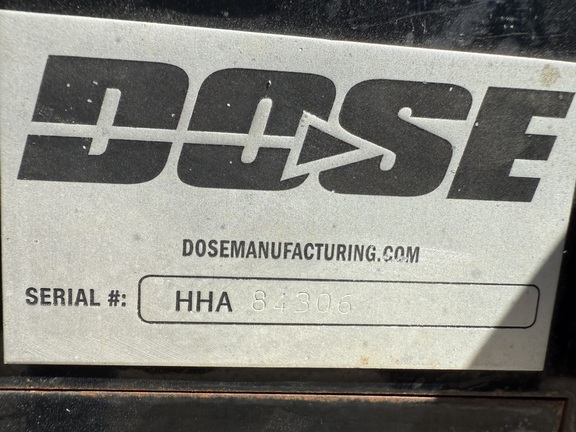 DOSE
DOSEMANUFACTURING.COM
SERIAL #: HHA 84306